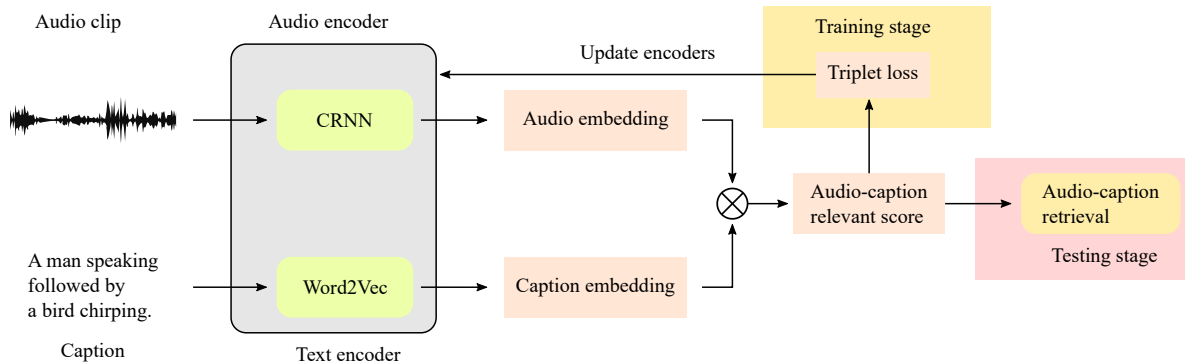 Audio clip
Audio encoder
Training stage
Update encoders
Triplet loss
CRNN
Audio embedding
Audio-caption
relevant score
Audio-caption
retrieval
Testing stage
A man speaking
followed by
a bird chirping.
Word2Vec
Caption embedding
Caption
Text encoder